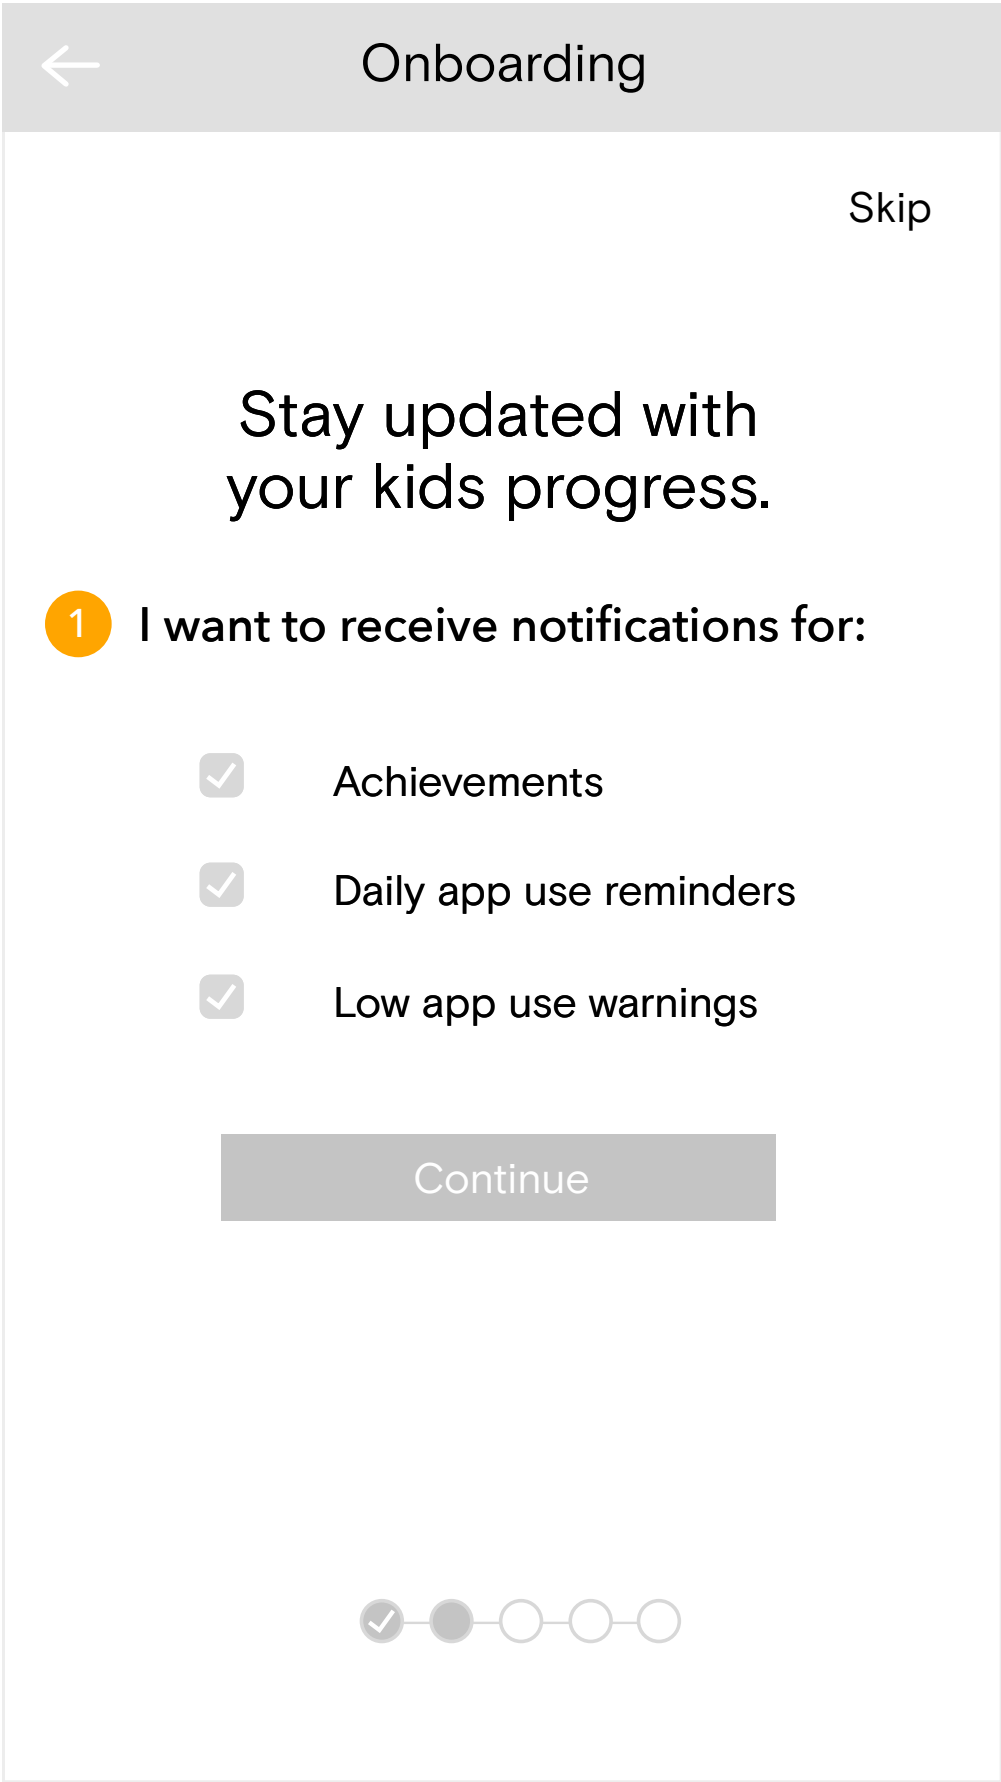 Onboarding
Skip
Stay updated with
your kids progress.
1 I want to receive notifications for:
Achievements
Daily app use reminders
Low app use warnings
Continue